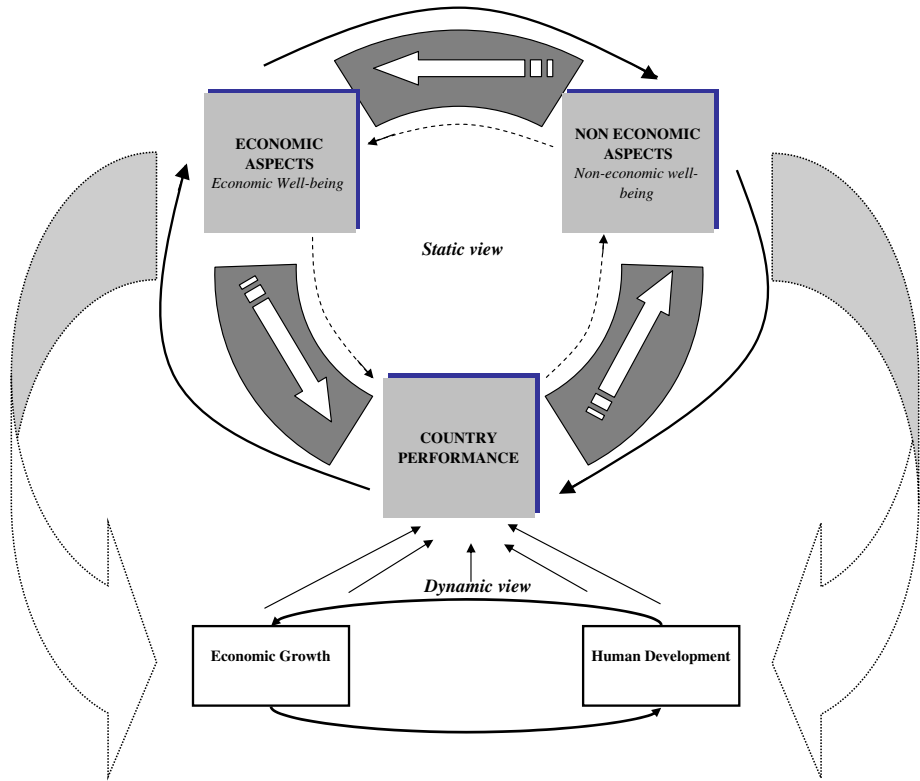 ECONOMIC
ASPECTS
Economic Well-being
NON ECONOMIC
ASPECTS
Non-economic well-
being
Static view
COUNTRY
PERFORMANCE
Dynamic view
Economic Growth
Human Development